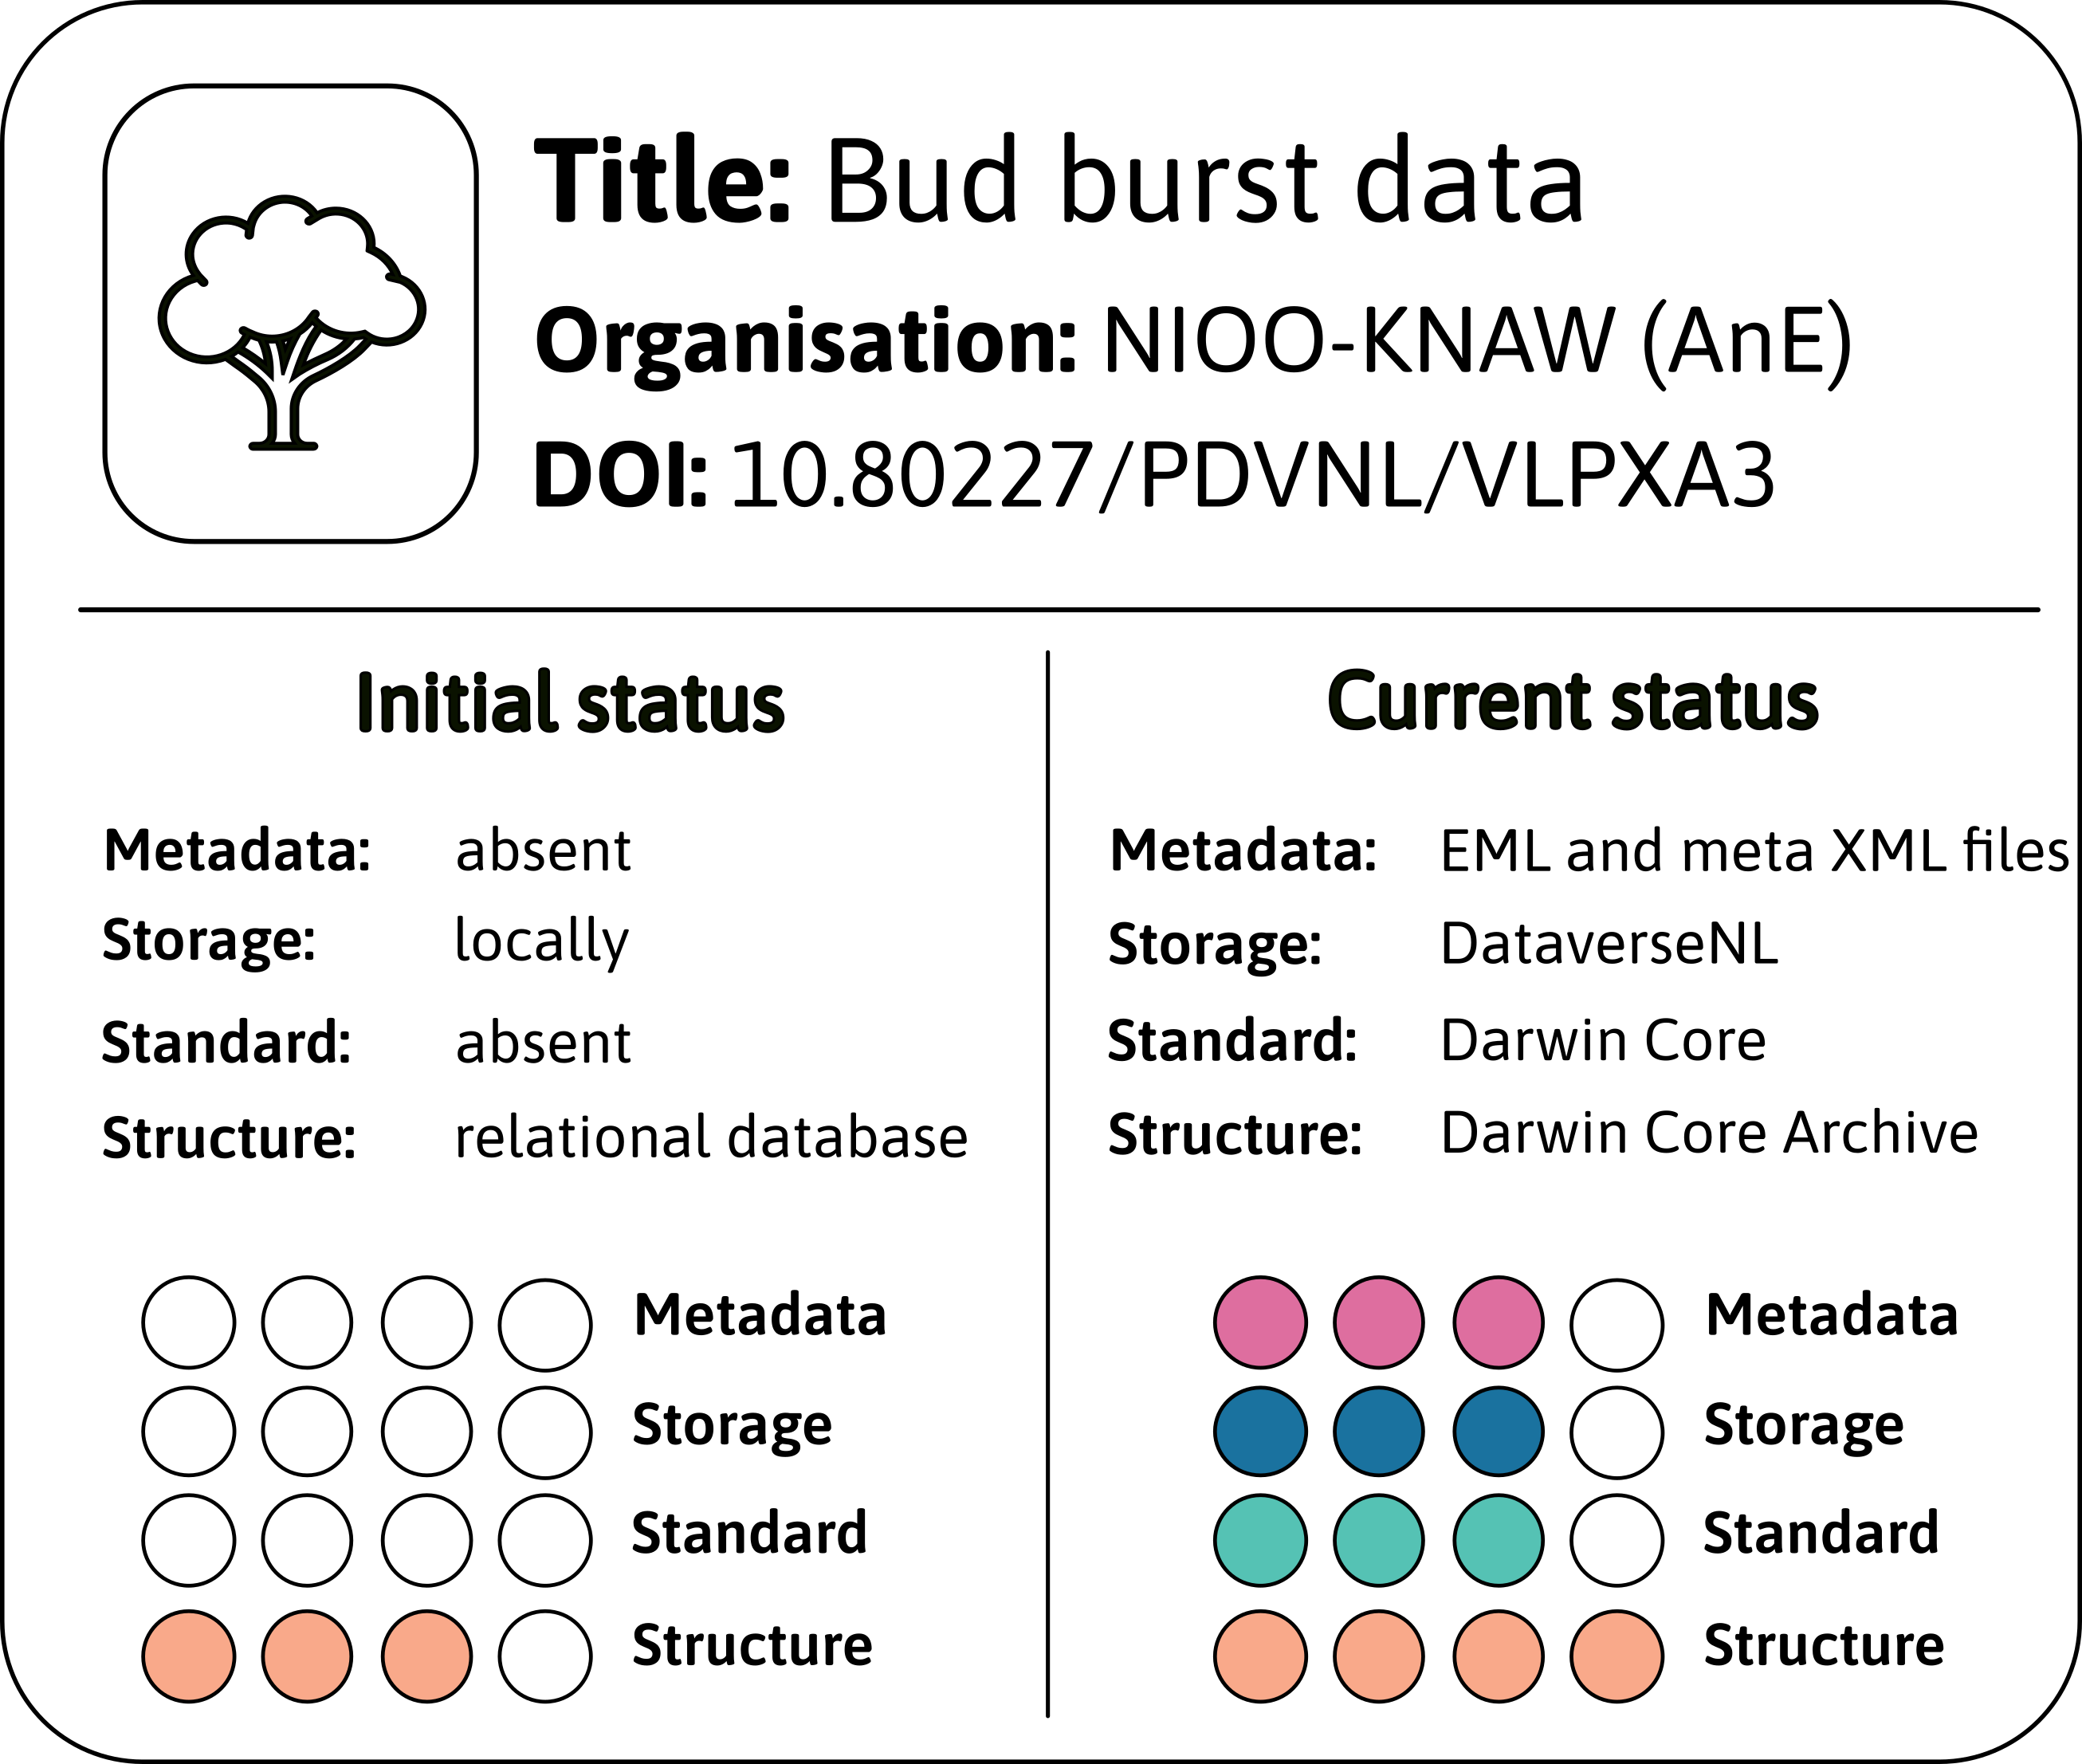 Title: Bud burst data
Organisation: NIOO-KNAW (AnE)
DOI: 10.80227/PDVNL/VLPXA3
Initial status
Metadata: absent
Storage: locally
Standard: absent
Structure: relational database
Metadata
Storage
Standard
Structure
Current status
Metadata: EML and meta XML files
Storage: DataverseNL
Standard: Darwin Core
Structure: Darwin Core Archive
Metadata
Storage
Standard
Structure